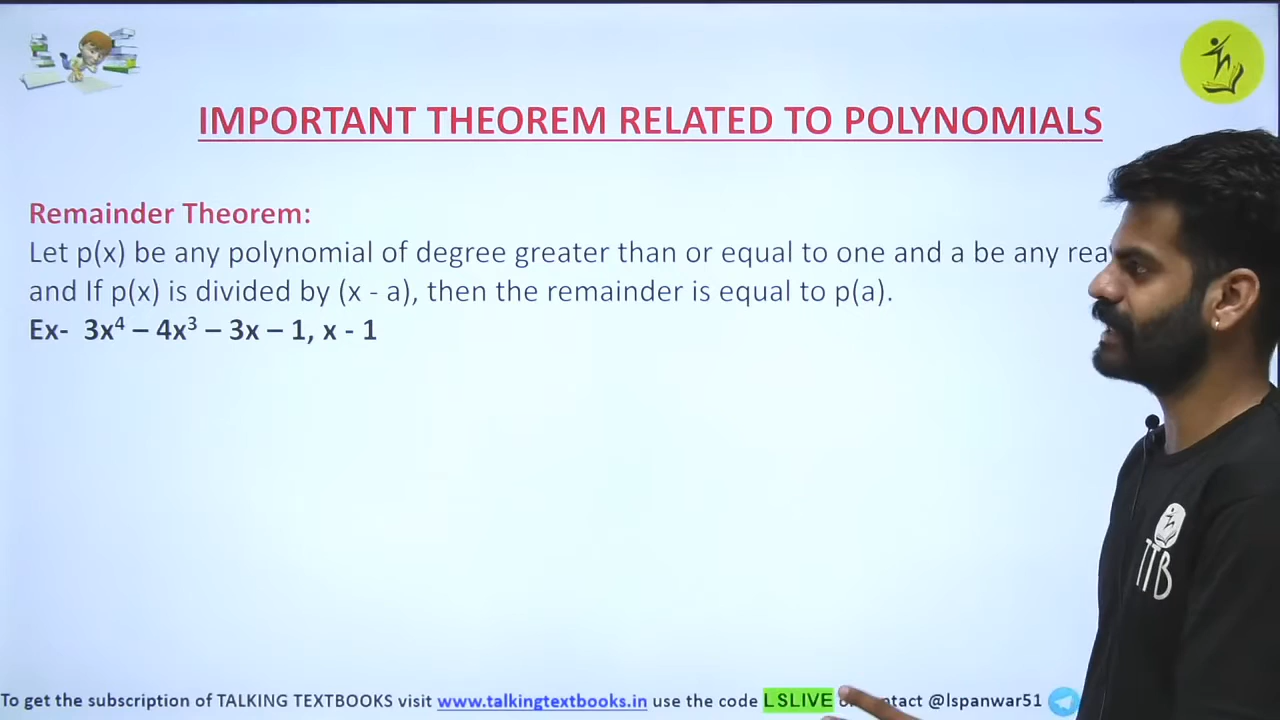 IMPORTANT THEOREM RELATED TO POLYNOMIALS
Remainder Theorem:
Let p(x) be any polynomial of degree greater than or equal to one and a be any
and If p(x) is divided by (x - a), then the remainder is equal to p(a).
Ex- 3x⁴ – 4x³ – 3x – 1, x - 1
TTB
To get the subscription of TALKING TEXTBOOKS visit www.talkingtextbooks.in use the code LSLIVE @lspanwar51